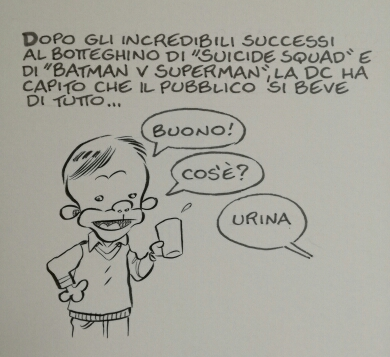 DOPO GLI INCREDIBILI SUCCESSI
AL BOTTEGHINO DI "SUICIDE SQUAD" E
DI "BATMAN V SUPERMAN", LA DC HA
CAPITO CHE IL PUBBLICO SI BEVE
DI TUTTO...
BUONO!
COS'È?
URINA